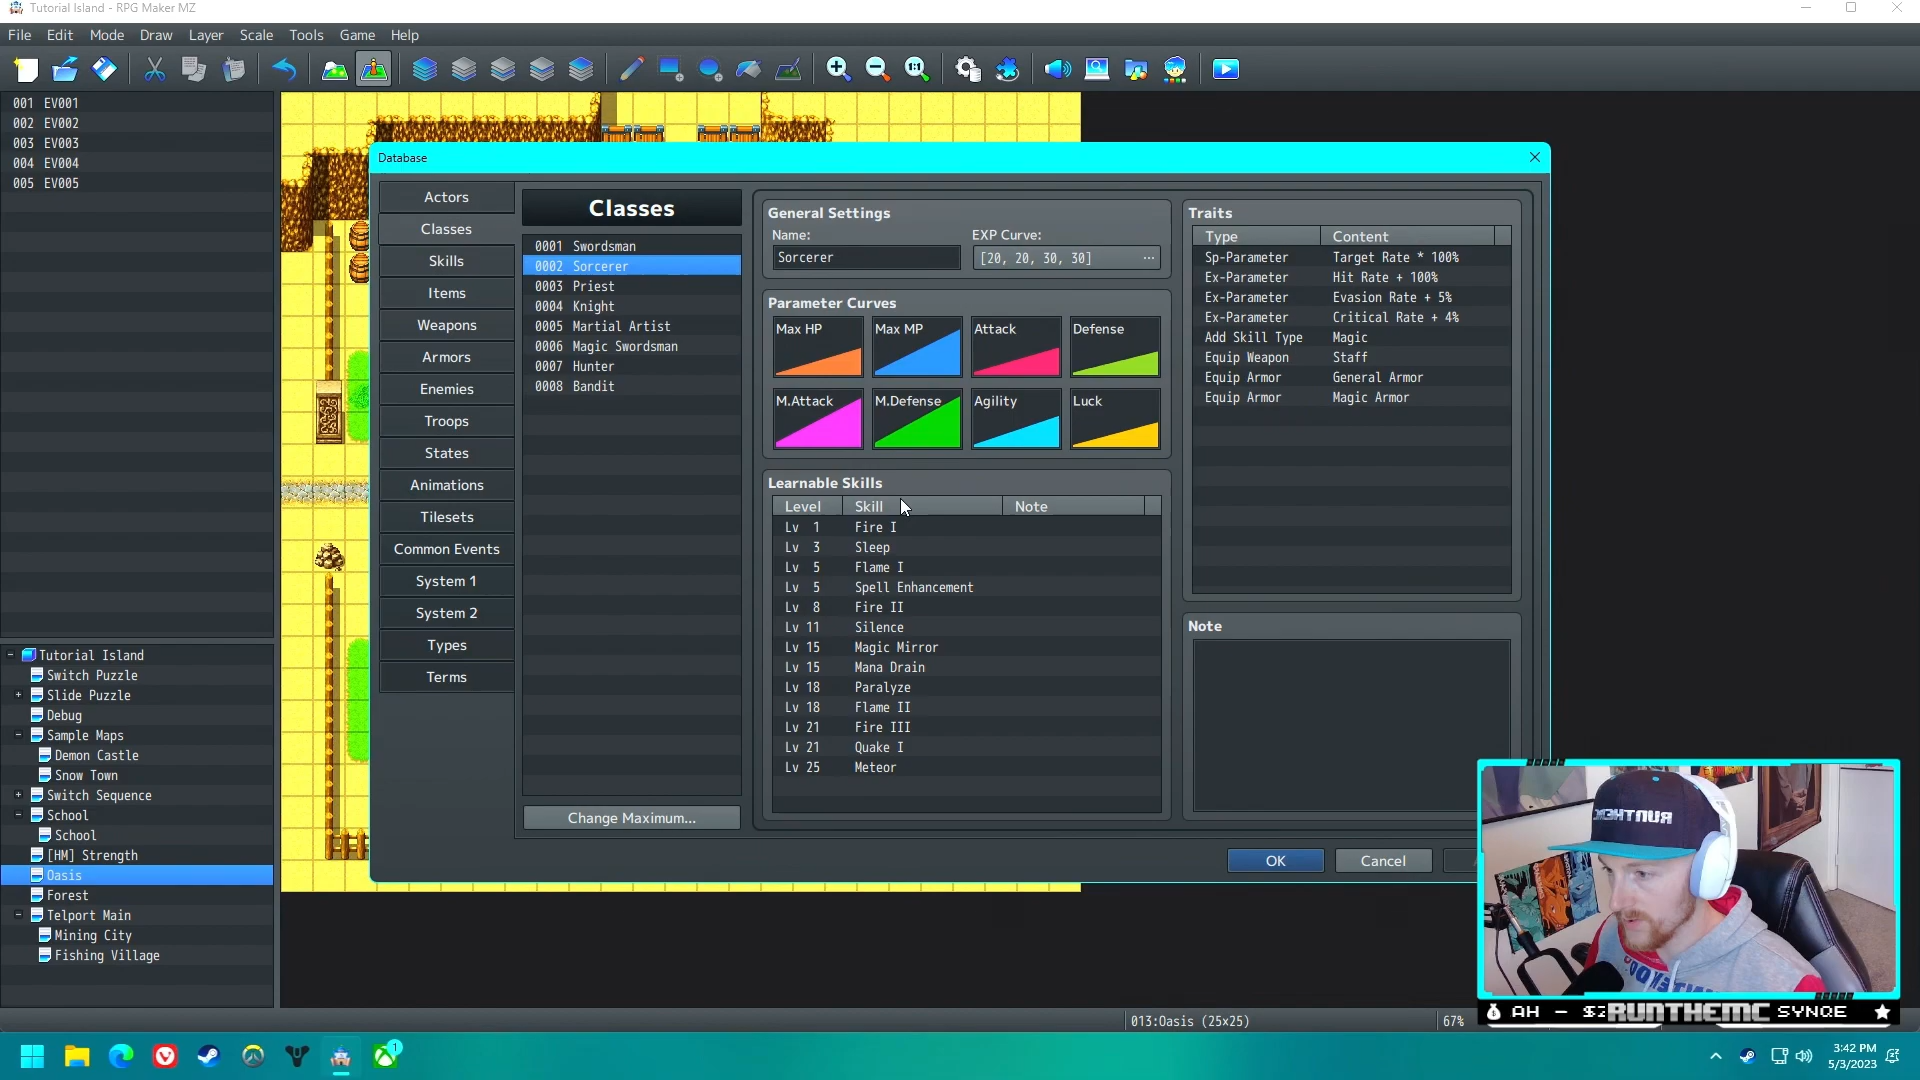 Tutorial Island - RPG Maker MZ
File Edit Mode Draw Layer Scale Tools Game Help
001 EV001
002 EV002
003 EV003
004 EV004
005 EV005
Tutorial Island
Switch Puzzle
Slide Puzzle
Debug
Sample Maps
Demon Castle
Snow Town
Switch Sequence
School
School
[HM] Strength
Oasis
Forest
Telport Main
Mining City
Fishing Village
Database
Actors
Classes
Skills
Items
Weapons
Armors
Enemies
Troops
States
Animations
Tilesets
Common Events
System 1
System 2
Types
Terms
Classes
0001 Swordsman
0002 Sorcerer
0003 Priest
0004 Knight
0005 Martial Artist
0006 Magic Swordsman
0007 Hunter
0008 Bandit
Change Maximum...
General Settings
Name: EXP Curve:
Sorcerer [20, 20, 30, 30] ...
Parameter Curves
Max HP Max MP Attack Defense
M.Attack M.Defense Agility Luck
Learnable Skills
Level Skill Note
Lv 1 Fire I
Lv 3 Sleep
Lv 5 Flame I
Lv 5 Spell Enhancement
Lv 8 Fire II
Lv 11 Silence
Lv 15 Magic Mirror
Lv 15 Mana Drain
Lv 18 Paralyze
Lv 18 Flame II
Lv 21 Fire III
Lv 21 Quake I
Lv 25 Meteor
Traits
Type Content
Sp-Parameter Target Rate * 100%
Ex-Parameter Hit Rate + 100%
Ex-Parameter Evasion Rate + 5%
Ex-Parameter Critical Rate + 4%
Add Skill Type Magic
Equip Weapon Staff
Equip Armor General Armor
Equip Armor Magic Armor
Note
OK Cancel
RUNTHEMC
AH - RUNTHEMC SYNQE
013:Oasis (25x25) 67%
1
3:42 PM
5/3/2023